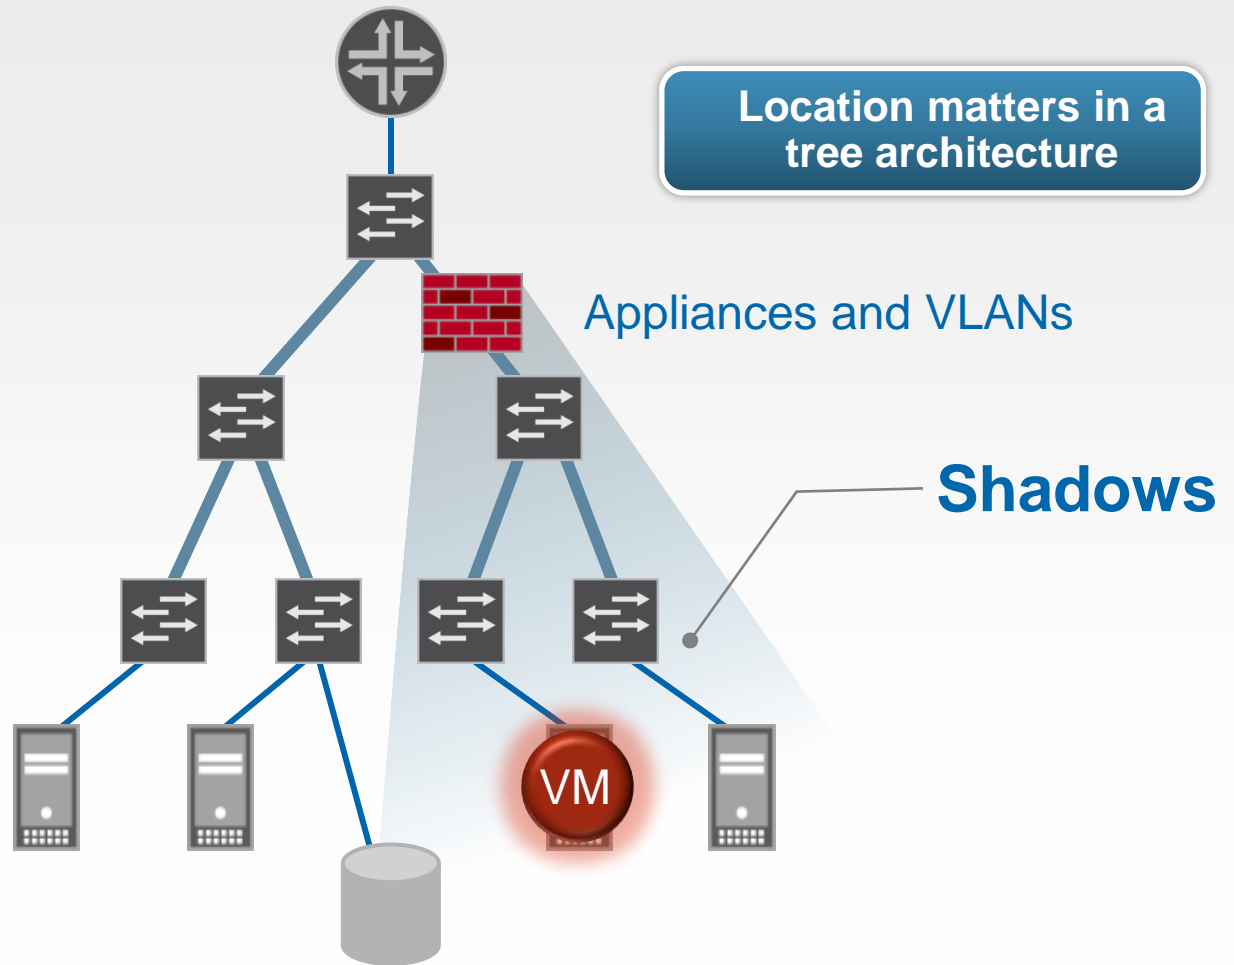 Location matters in a
tree architecture
Appliances and VLANs
Shadows
VM